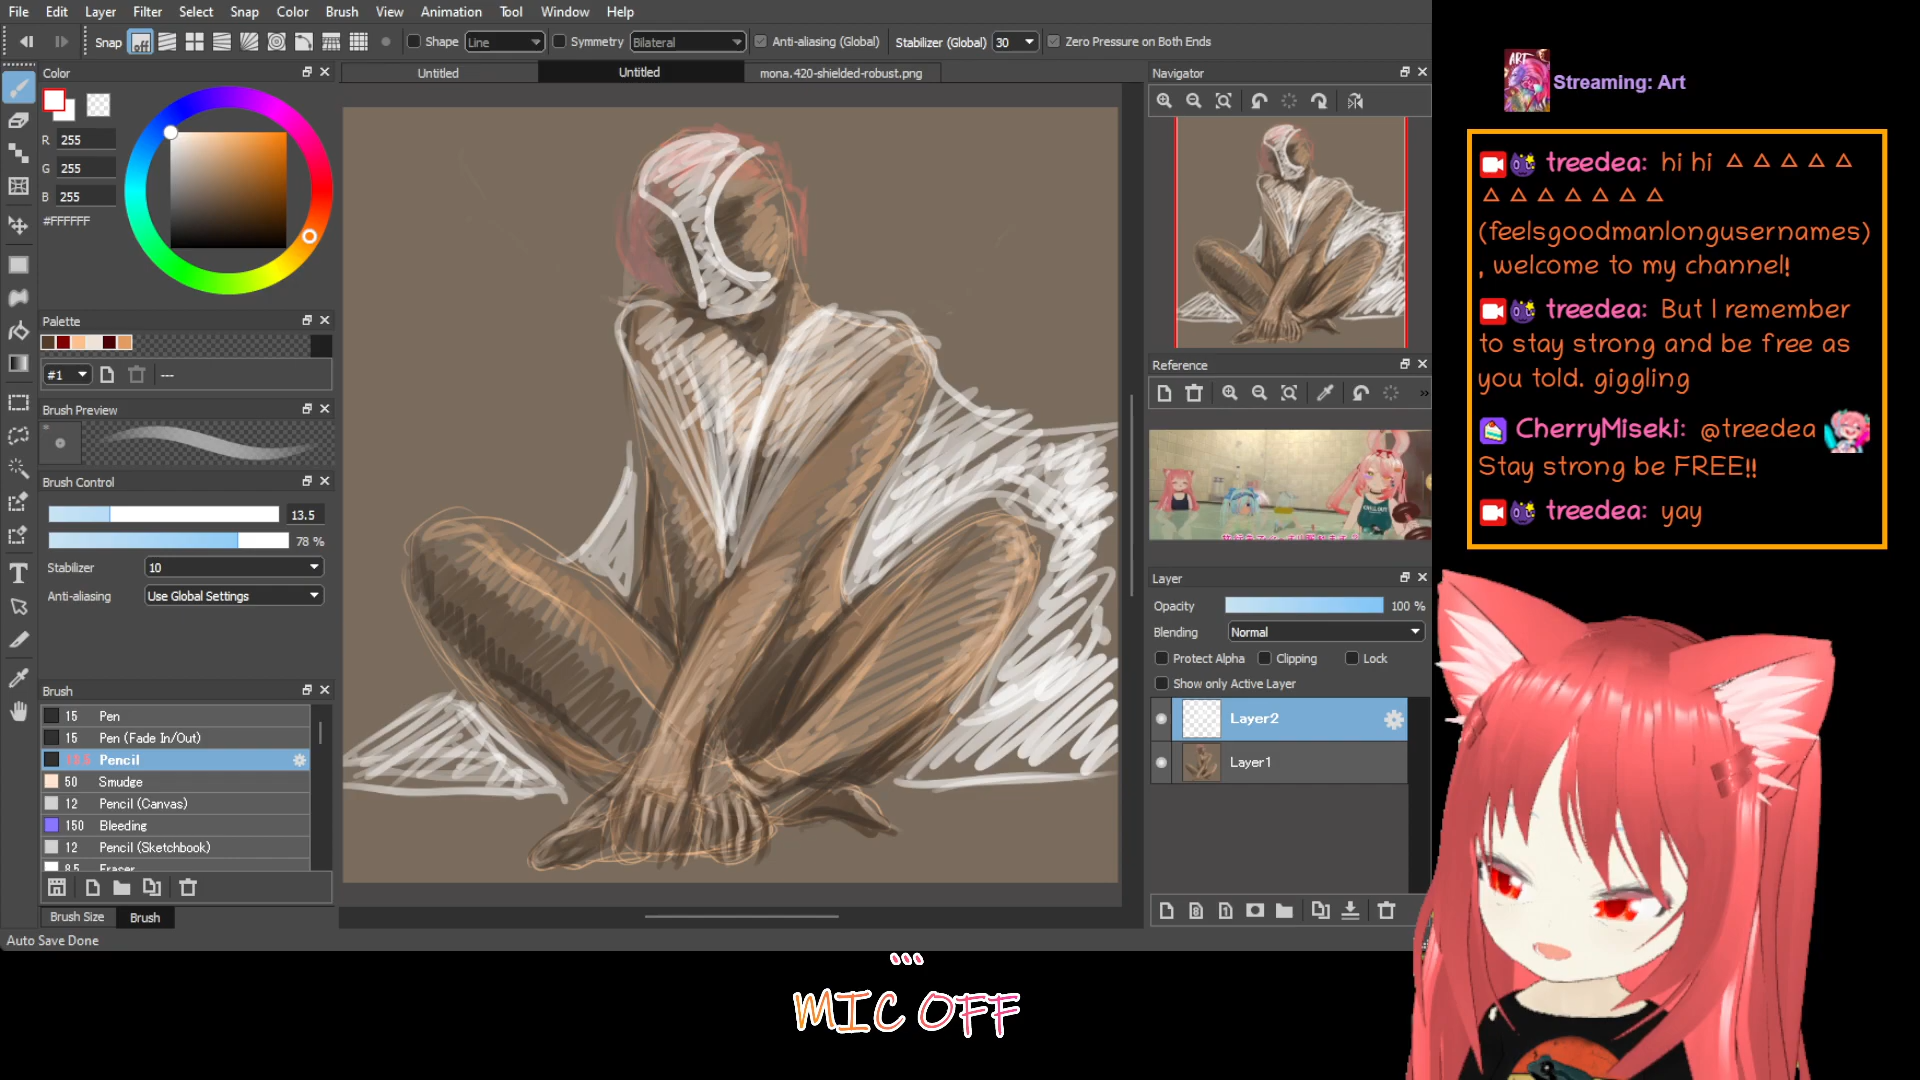 File Edit Layer Filter Select Snap Color Brush View Animation Tool Window Help
Snap off Shape Line Symmetry Bilateral Anti-aliasing (Global) Stabilizer (Global) 30 Zero Pressure on Both Ends
Color
Untitled
Untitled
mona.420-shielded-robust.png
Navigator
R 255
G 255
B 255
#FFFFFF
Palette
#1
---
Brush Preview
Brush Control
13.5
78 %
Stabilizer 10
Anti-aliasing Use Global Settings
Brush
15 Pen
15 Pen (Fade In/Out)
Pencil
50 Smudge
12 Pencil (Canvas)
150 Bleeding
12 Pencil (Sketchbook)
8.5 Eraser
Brush Size Brush
Auto Save Done
Reference
Layer
Opacity 100 %
Blending Normal
Protect Alpha Clipping Lock
Show only Active Layer
Layer2
Layer1
ART
Streaming: Art
treedea: hi hi △ △ △ △ △
△ △ △ △ △ △ △
(feelsgoodmanlongusernames)
, welcome to my channel!
treedea: But I remember
to stay strong and be free as
you told. giggling
CherryMiseki: @treedea
Stay strong be FREE!!
treedea: yay
MIC OFF